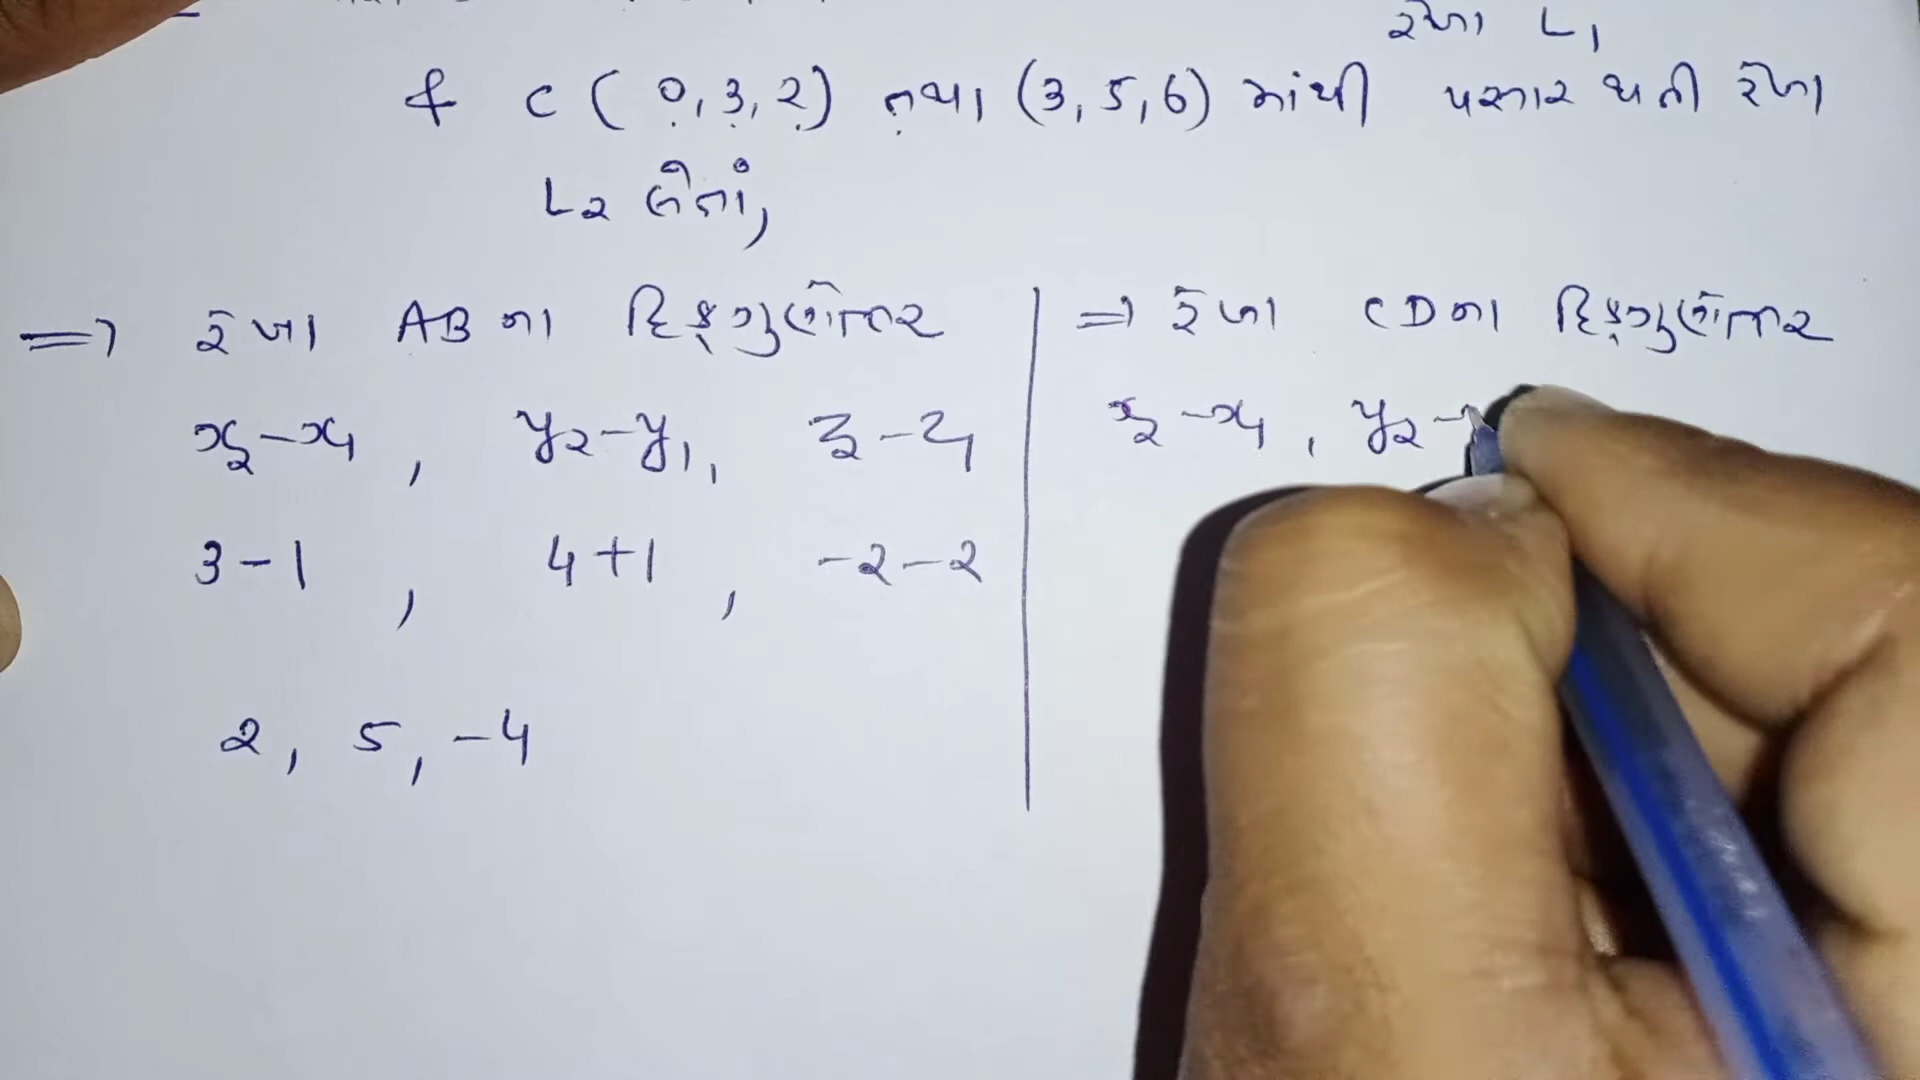 રેખા L₁
& C (0,3,2) તથા (3,5,6) માંથી પસાર થતી રેખા
L₂ લેતાં,
=> રેખા AB ના દિક્ગુણોત્તર
x₂-x₁ , y₂-y₁, z₂-z₁
3-1 , 4+1 , -2-2
2, 5, -4
=> રેખા CD ના દિક્ગુણોત્તર
x₂-x₁ , y₂-